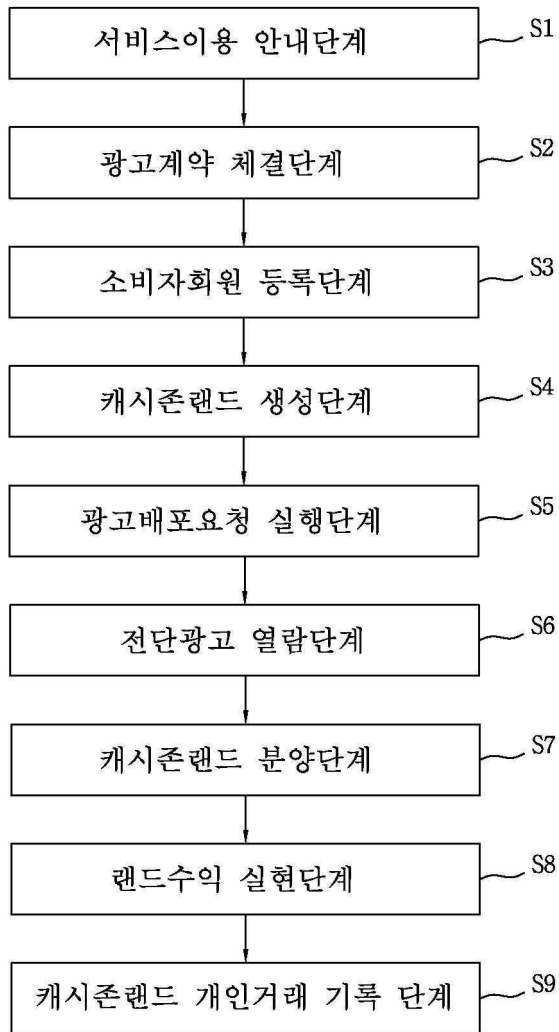 서비스이용 안내단계 S1
광고계약 체결단계 S2
소비자회원 등록단계 S3
캐시존랜드 생성단계 S4
광고배포요청 실행단계 S5
전단광고 열람단계 S6
캐시존랜드 분양단계 S7
랜드수익 실현단계 S8
캐시존랜드 개인거래 기록 단계 S9